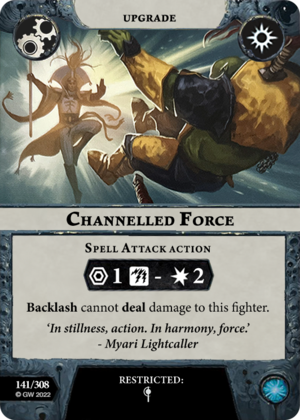 UPGRADE
CHANNELLED FORCE
SPELL ATTACK ACTION
1 - 2
Backlash cannot deal damage to this fighter.
‘In stillness, action. In harmony, force.’
- Myari Lightcaller
141/308
© GW 2022
RESTRICTED: